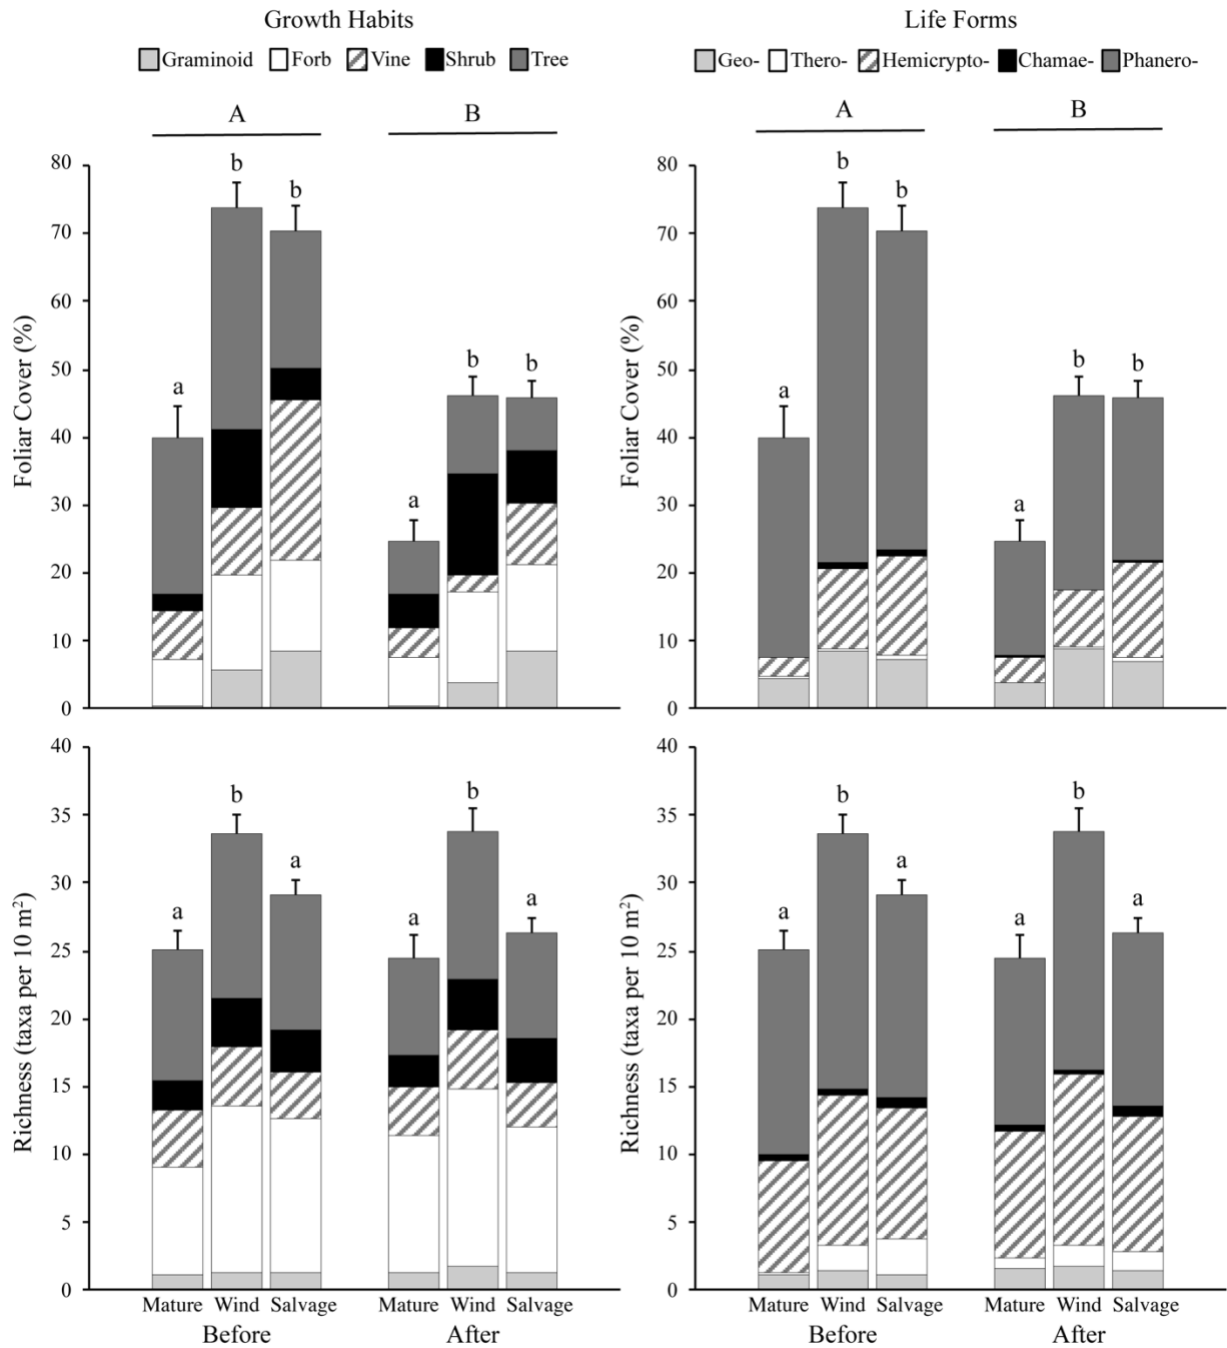 Growth Habits
Graminoid Forb Vine Shrub Tree
A B
Foliar Cover (%)
80
70
60
50
40
30
20
10
0
a b b a b b
Life Forms
Geo- Thero- Hemicrypto- Chamae- Phanero-
A B
Foliar Cover (%)
80
70
60
50
40
30
20
10
0
a b b a b b
Richness (taxa per 10 m²)
40
35
30
25
20
15
10
5
0
a b a a b a
Mature Wind Salvage Mature Wind Salvage
Before After
Richness (taxa per 10 m²)
40
35
30
25
20
15
10
5
0
a b a a b a
Mature Wind Salvage Mature Wind Salvage
Before After